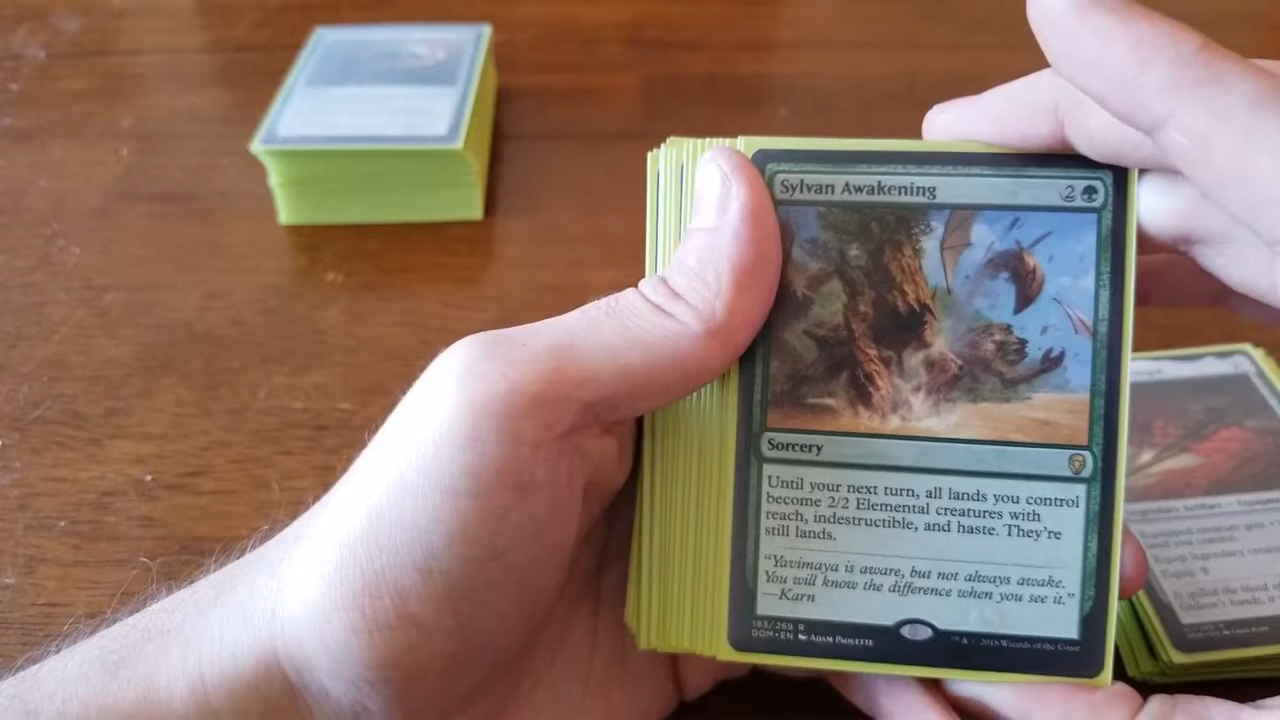 Sylvan Awakening 2
Sorcery
Until your next turn, all lands you control
become 2/2 Elemental creatures with
reach, indestructible, and haste. They're
still lands.
"Yavimaya is aware, but not always awake.
You will know the difference when you see it."
—Karn
183/269 R
DOM • EN Adam Paquette
™ & © 2018 Wizards of the Coast